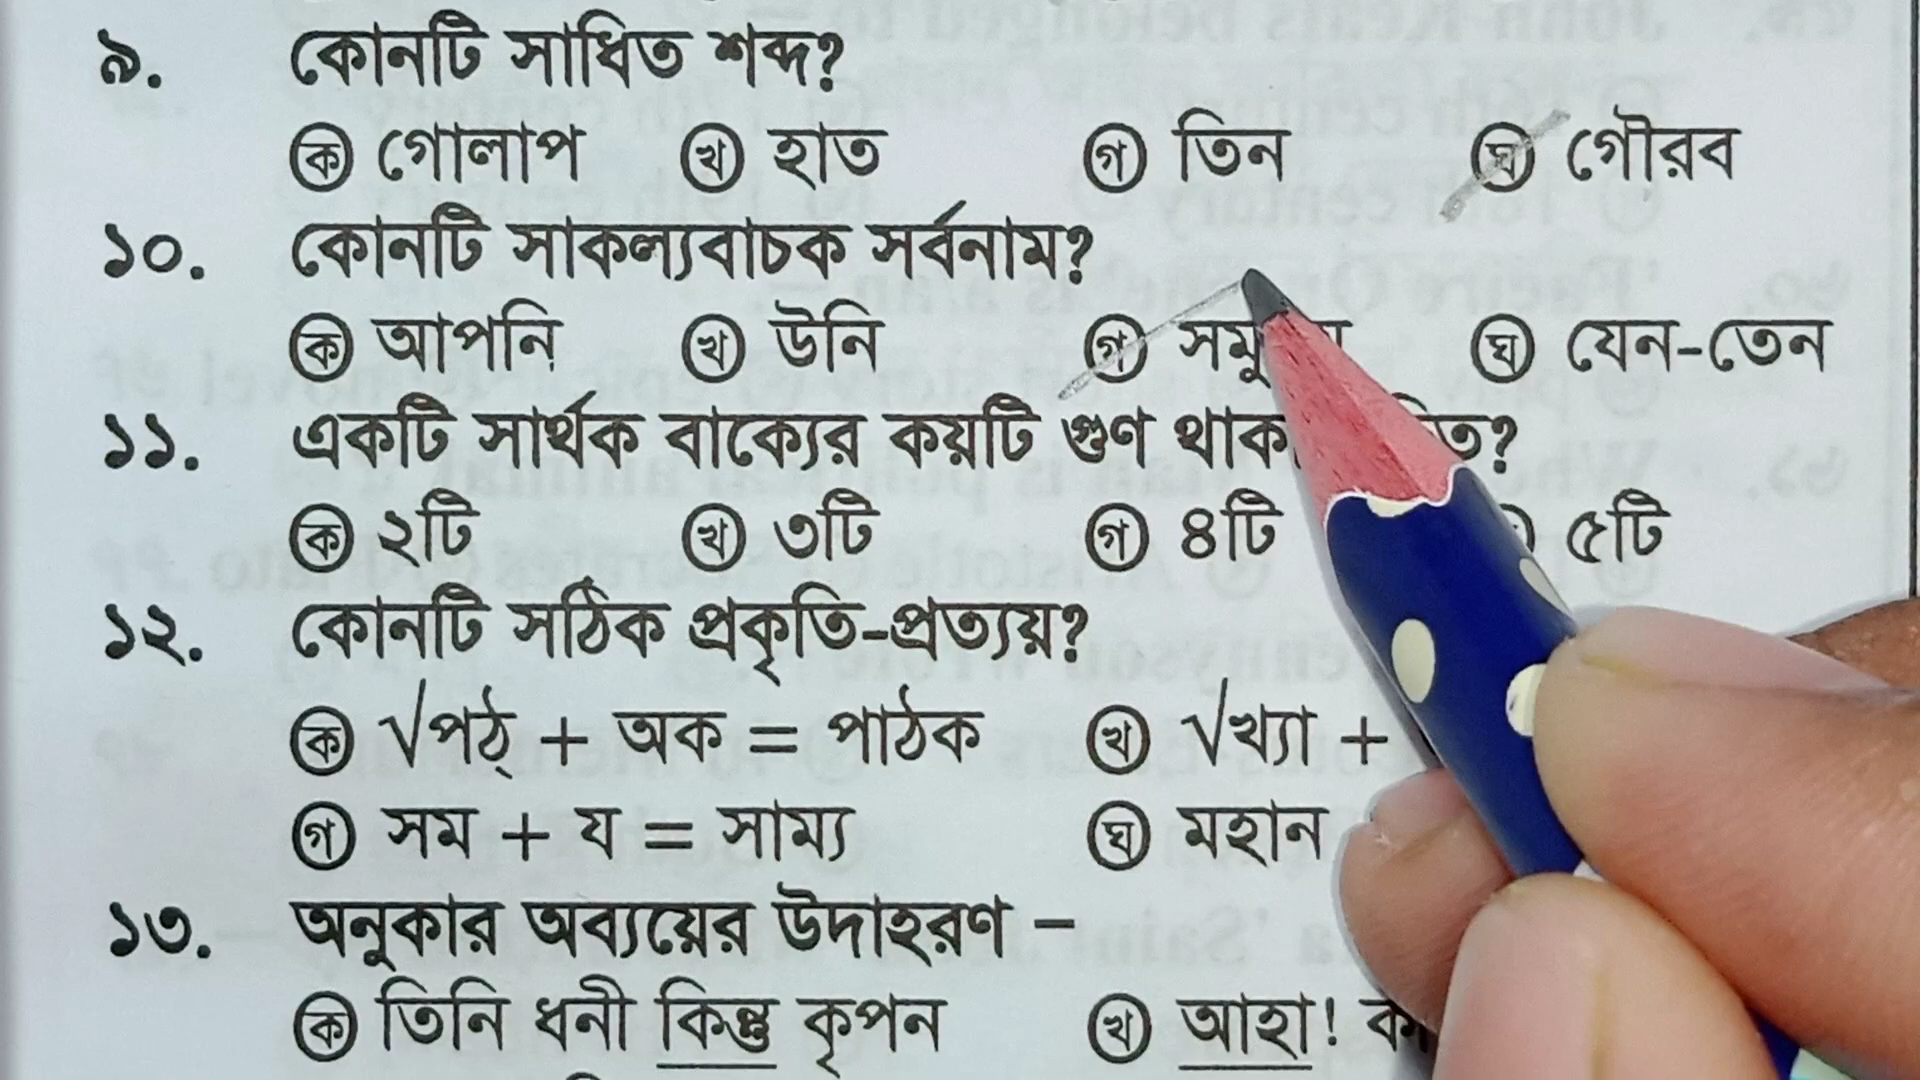 ৯. কোনটি সাধিত শব্দ?
ক গোলাপ খ হাত গ তিন ঘ গৌরব
১০. কোনটি সাকল্যবাচক সর্বনাম?
ক আপনি খ উনি গ ঘ যেন-তেন
১১. একটি সার্থক বাক্যের কয়টি গুণ
ক ২টি খ ৩টি গ ৪টি ৫টি
১২. কোনটি সঠিক প্রকৃতি-প্রত্যয়?
ক √পঠ্ + অক = পাঠক খ √খ্যা +
গ সম + য = সাম্য ঘ মহান
১৩. অনুকার অব্যয়ের উদাহরণ –
ক তিনি ধনী কিন্তু কৃপন খ আহা!